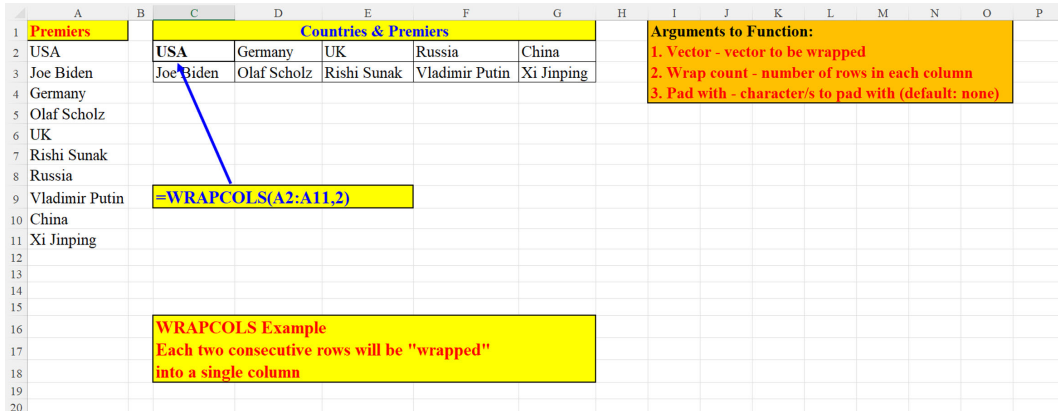 A B C D E F G H I J K L M N O P
1 Premiers Countries & Premiers Arguments to Function:
2 USA USA Germany UK Russia China 1. Vector - vector to be wrapped
3 Joe Biden Joe Biden Olaf Scholz Rishi Sunak Vladimir Putin Xi Jinping 2. Wrap count - number of rows in each column
4 Germany 3. Pad with - character/s to pad with (default: none)
5 Olaf Scholz
6 UK
7 Rishi Sunak
8 Russia
9 Vladimir Putin =WRAPCOLS(A2:A11,2)
10 China
11 Xi Jinping
12
13
14
15
16 WRAPCOLS Example
17 Each two consecutive rows will be "wrapped"
18 into a single column
19
20